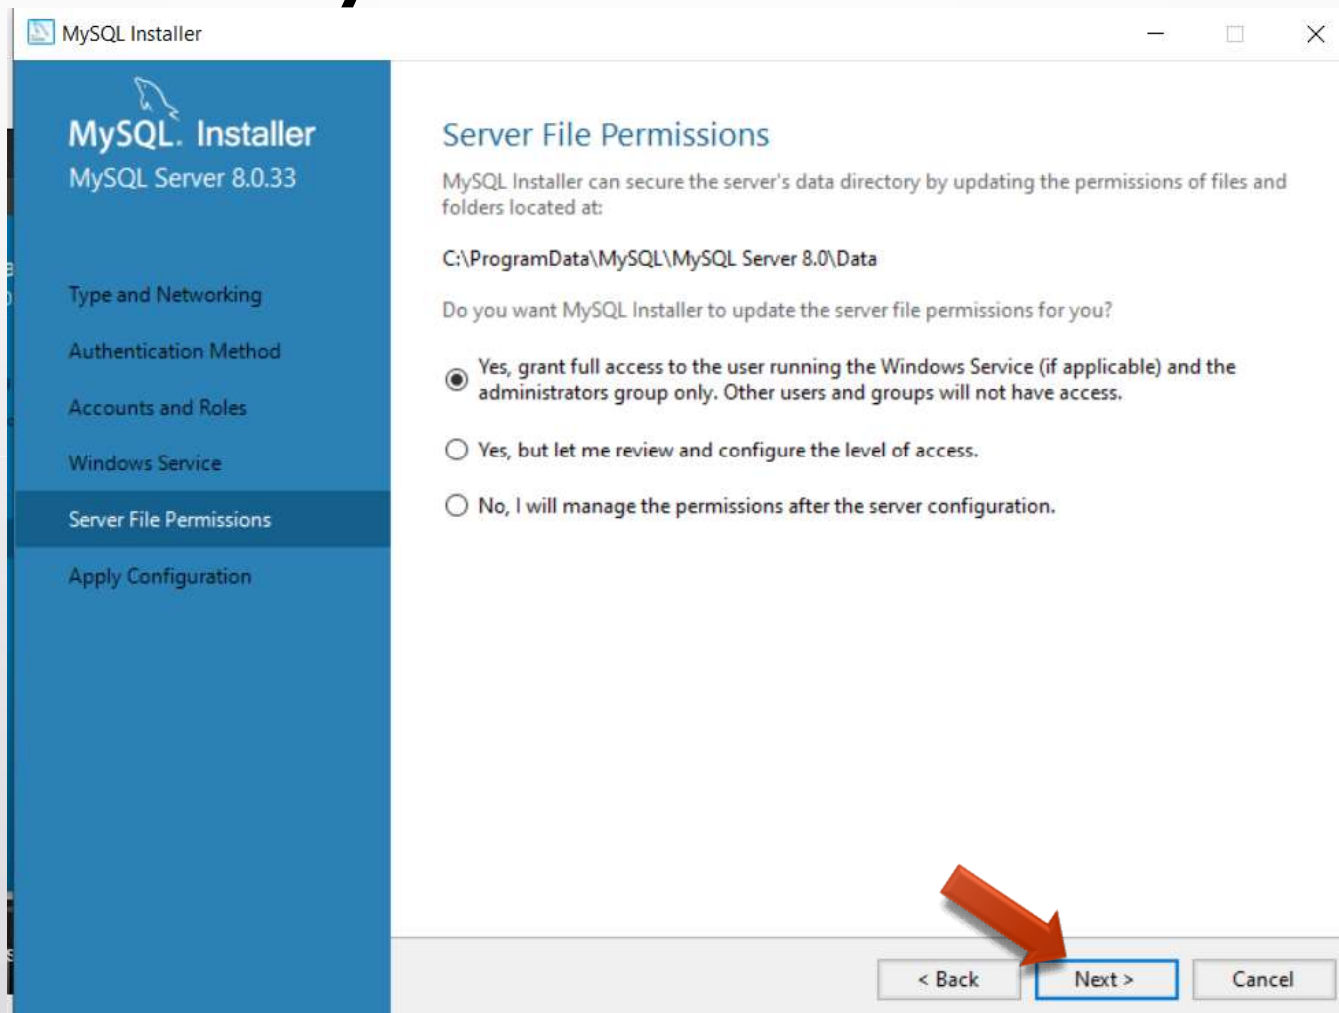 MySQL Installer
MySQL. Installer
MySQL Server 8.0.33
Type and Networking
Authentication Method
Accounts and Roles
Windows Service
Server File Permissions
Apply Configuration
Server File Permissions
MySQL Installer can secure the server's data directory by updating the permissions of files and
folders located at:
C:\ProgramData\MySQL\MySQL Server 8.0\Data
Do you want MySQL Installer to update the server file permissions for you?
Yes, grant full access to the user running the Windows Service (if applicable) and the
administrators group only. Other users and groups will not have access.
Yes, but let me review and configure the level of access.
No, I will manage the permissions after the server configuration.
< Back
Next >
Cancel